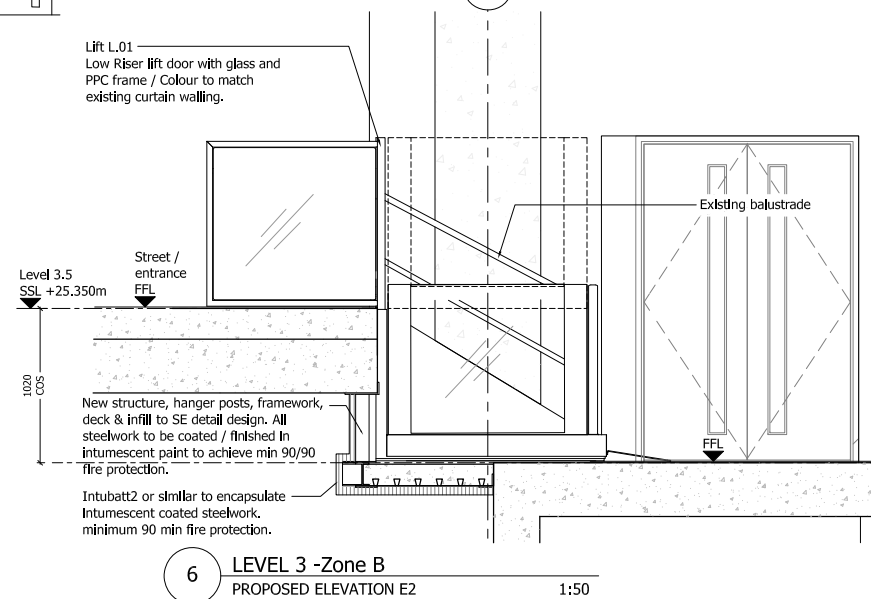 Lift L.01
Low Riser lift door with glass and
PPC frame / Colour to match
existing curtain walling.
Existing balustrade
Street /
entrance
FFL
Level 3.5
SSL +25.350m
1020
COS
New structure, hanger posts, framework,
deck & infill to SE detail design. All
steelwork to be coated / finished in
intumescent paint to achieve min 90/90
fire protection.
FFL
Intubatt2 or similar to encapsulate
Intumescent coated steelwork.
minimum 90 min fire protection.
6
LEVEL 3 -Zone B
PROPOSED ELEVATION E2
1:50